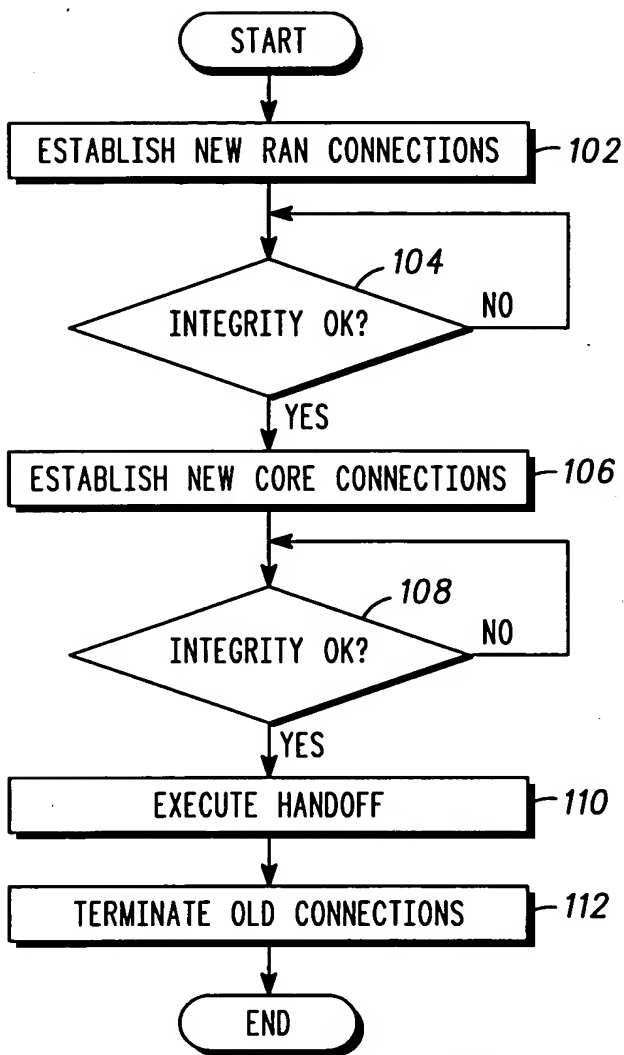 START
ESTABLISH NEW RAN CONNECTIONS
102
104
INTEGRITY OK?
NO
YES
ESTABLISH NEW CORE CONNECTIONS
106
108
INTEGRITY OK?
NO
YES
EXECUTE HANDOFF
110
TERMINATE OLD CONNECTIONS
112
END